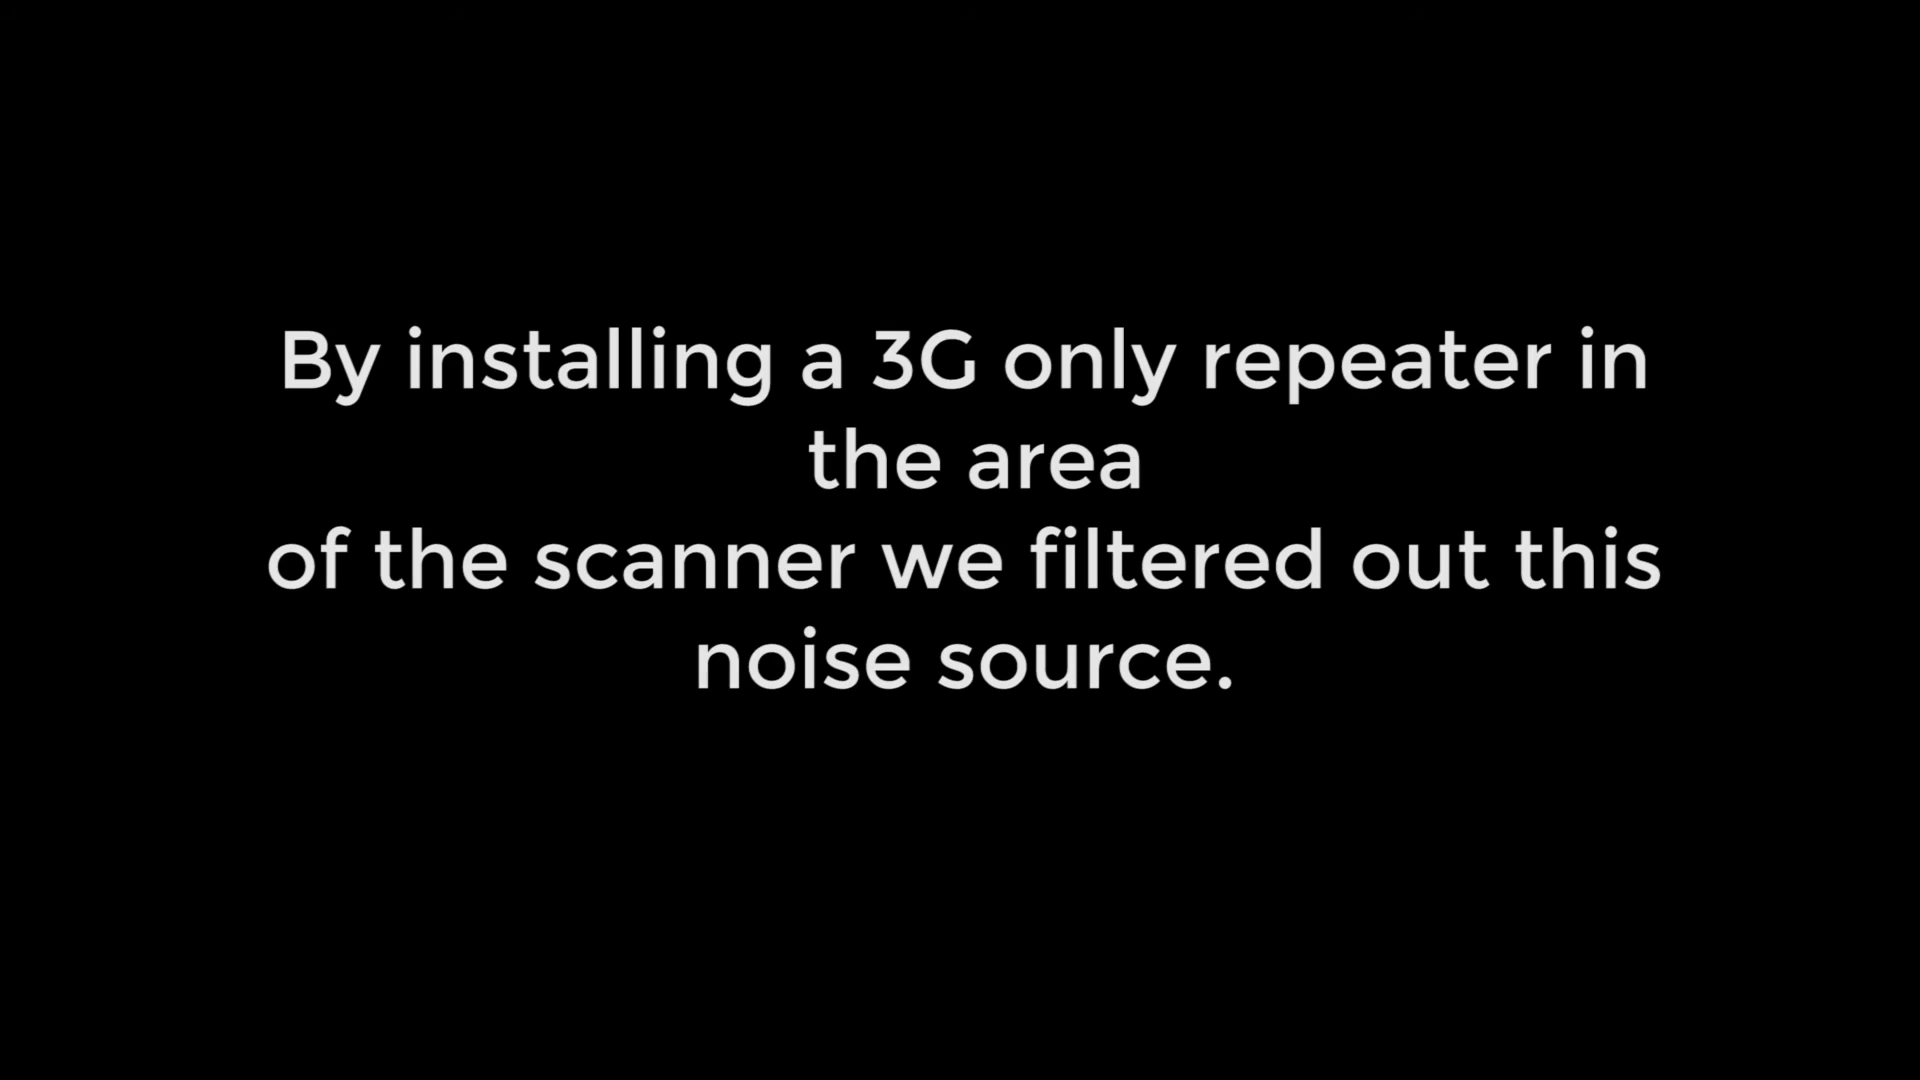 By installing a 3G only repeater in
the area
of the scanner we filtered out this
noise source.